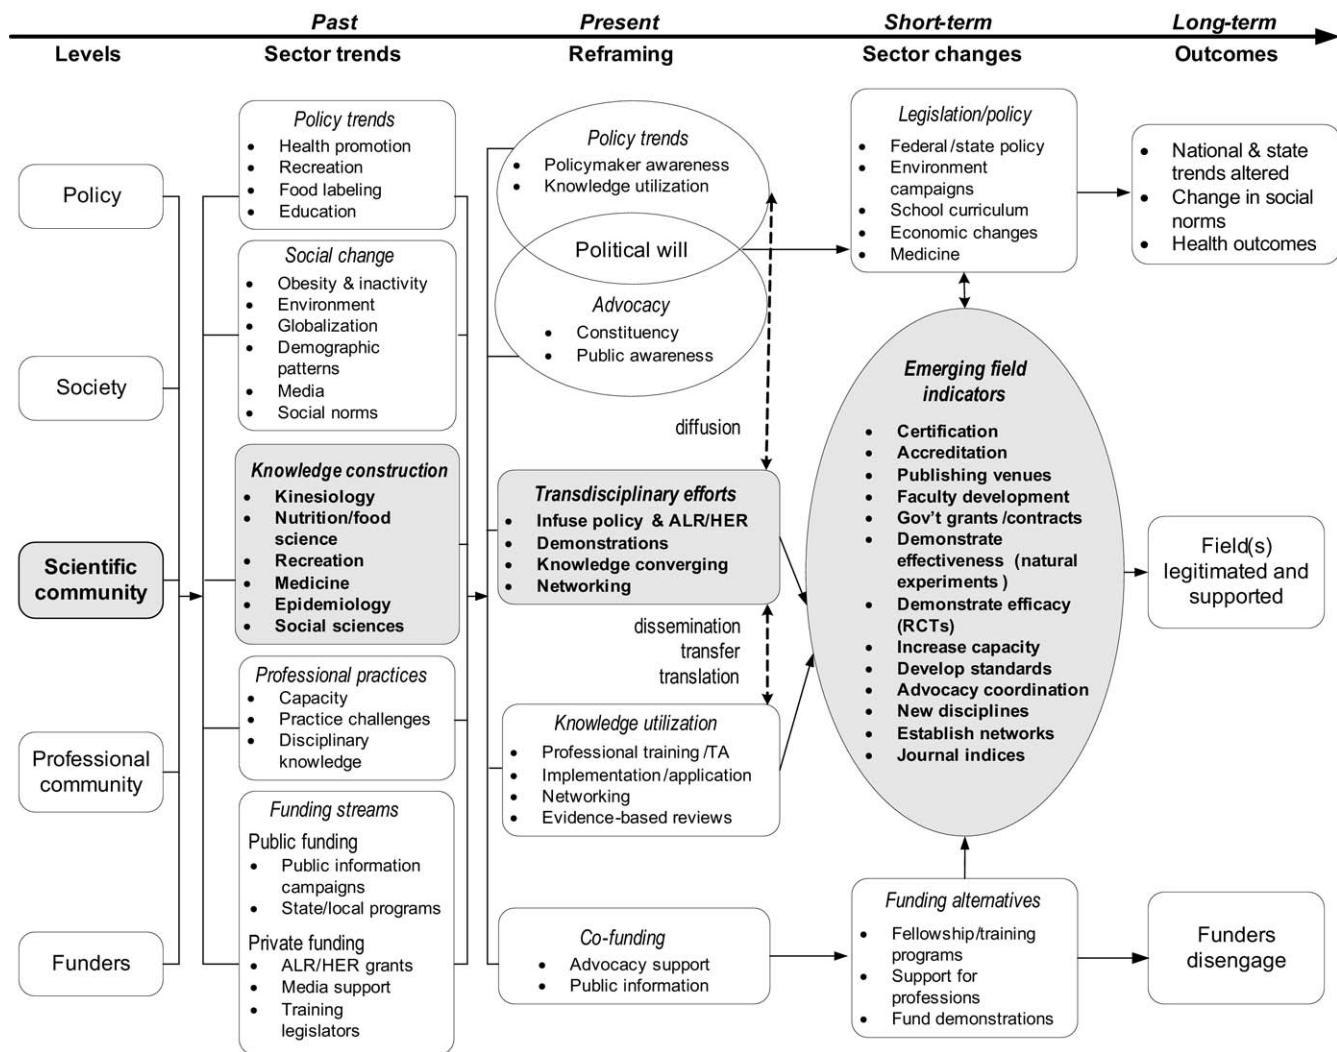 Past
Present
Short-term
Long-term
Levels
Sector trends
Reframing
Sector changes
Outcomes
Policy
Society
Scientific
community
Professional
community
Funders
Policy trends
• Health promotion
• Recreation
• Food labeling
• Education
Social change
• Obesity & inactivity
• Environment
• Globalization
• Demographic
patterns
• Media
• Social norms
Knowledge construction
• Kinesiology
• Nutrition/food
science
• Recreation
• Medicine
• Epidemiology
• Social sciences
Professional practices
• Capacity
• Practice challenges
• Disciplinary
knowledge
Funding streams
Public funding
• Public information
campaigns
• State/local programs
Private funding
• ALR/HER grants
• Media support
• Training
legislators
Policy trends
• Policymaker awareness
• Knowledge utilization
Political will
Advocacy
• Constituency
• Public awareness
diffusion
Transdisciplinary efforts
• Infuse policy & ALR/HER
• Demonstrations
• Knowledge converging
• Networking
dissemination
transfer
translation
Knowledge utilization
• Professional training /TA
• Implementation/application
• Networking
• Evidence-based reviews
Co-funding
• Advocacy support
• Public information
Legislation/policy
• Federal/state policy
• Environment
campaigns
• School curriculum
• Economic changes
• Medicine
Emerging field
indicators
• Certification
• Accreditation
• Publishing venues
• Faculty development
• Gov't grants /contracts
• Demonstrate
effectiveness (natural
experiments )
• Demonstrate efficacy
(RCTs)
• Increase capacity
• Develop standards
• Advocacy coordination
• New disciplines
• Establish networks
• Journal indices
Funding alternatives
• Fellowship/training
programs
• Support for
professions
• Fund demonstrations
• National & state
trends altered
• Change in social
norms
• Health outcomes
Field(s)
legitimated and
supported
Funders
disengage